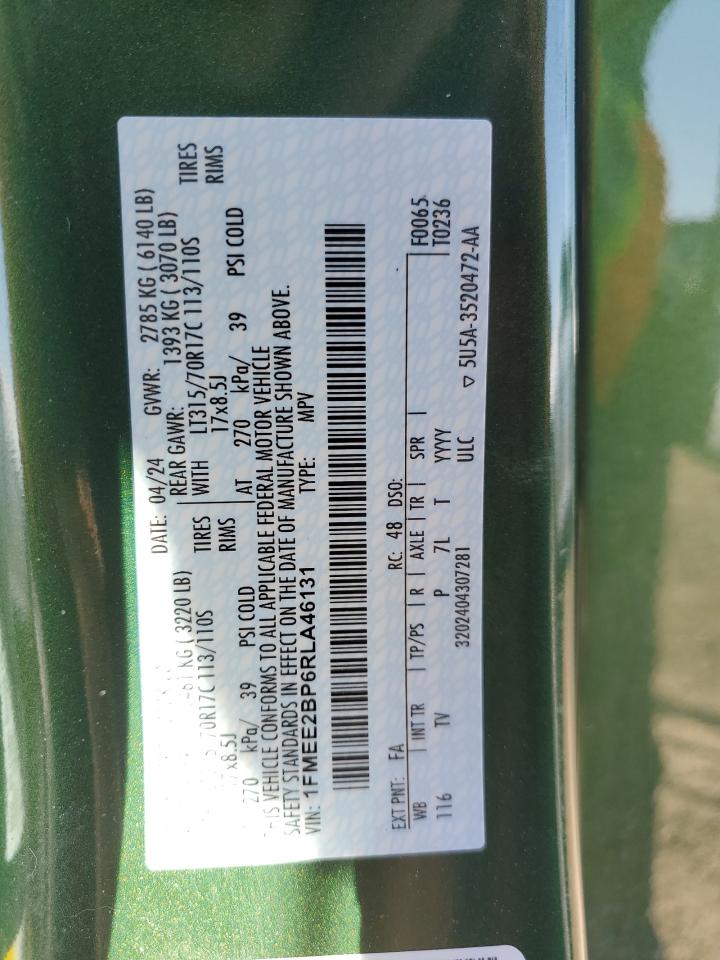 DATE: 04/24 GVWR: 2785 KG ( 6140 LB)
KG ( 3220 LB) REAR GAWR: 1393 KG ( 3070 LB)
70R17C 113/110S TIRES WITH LT315/70R17C 113/110S TIRES
17x8.5J RIMS 17x8.5J RIMS
270 kPa/ 39 PSI COLD AT 270 kPa/ 39 PSI COLD
THIS VEHICLE CONFORMS TO ALL APPLICABLE FEDERAL MOTOR VEHICLE
SAFETY STANDARDS IN EFFECT ON THE DATE OF MANUFACTURE SHOWN ABOVE.
VIN: 1FMEE2BP6RLA46131 TYPE: MPV
EXT PNT: FA RC: 48 DSO:
WB INT TR TP/PS R AXLE TR SPR F0065
116 TV P 7L T YYYY T0236
3202404307281 ULC ▽ 5U5A-3520472-AA